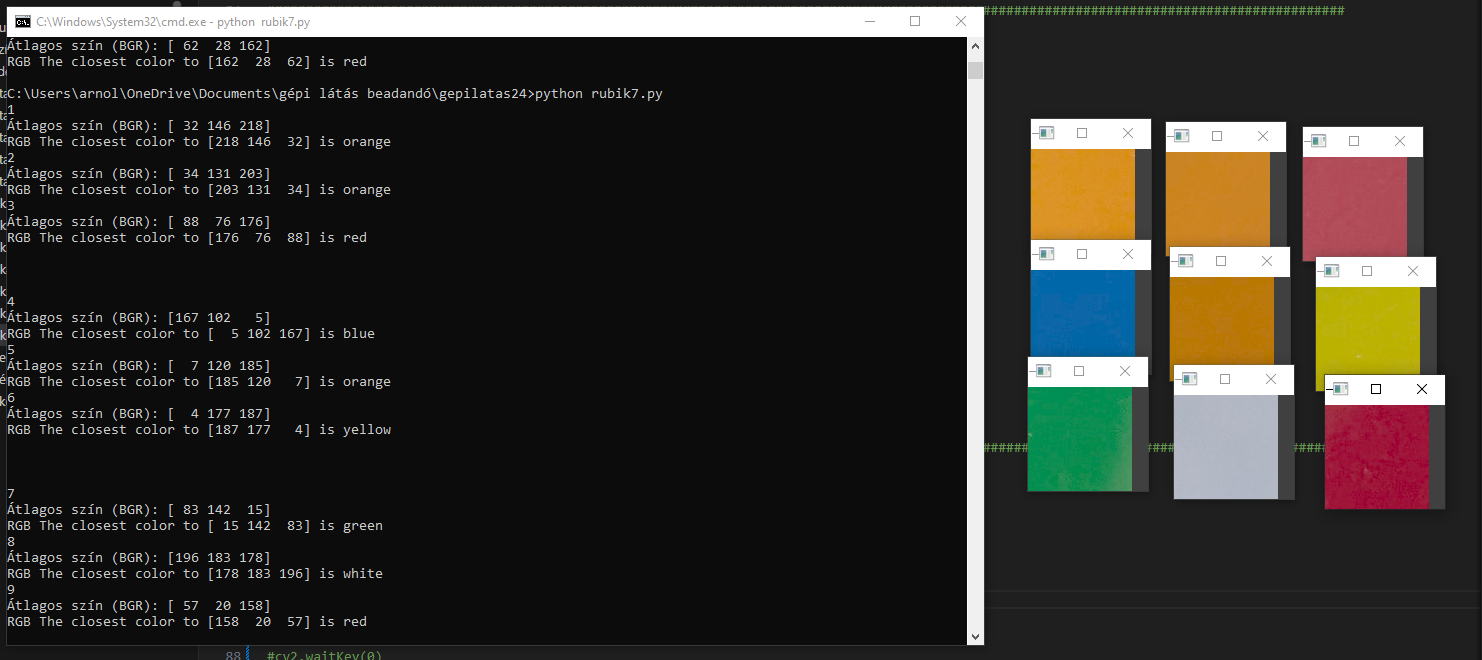 C:\Windows\System32\cmd.exe - python  rubik7.py
Átlagos szín (BGR): [ 62  28 162]
RGB The closest color to [162  28  62] is red
C:\Users\arnol\OneDrive\Documents\gépi látás beadandó\gepilatas24>python rubik7.py
1
Átlagos szín (BGR): [ 32 146 218]
RGB The closest color to [218 146  32] is orange
2
Átlagos szín (BGR): [ 34 131 203]
RGB The closest color to [203 131  34] is orange
3
Átlagos szín (BGR): [ 88  76 176]
RGB The closest color to [176  76  88] is red
4
Átlagos szín (BGR): [167 102   5]
RGB The closest color to [  5 102 167] is blue
5
Átlagos szín (BGR): [  7 120 185]
RGB The closest color to [185 120   7] is orange
6
Átlagos szín (BGR): [  4 177 187]
RGB The closest color to [187 177   4] is yellow
7
Átlagos szín (BGR): [ 83 142  15]
RGB The closest color to [ 15 142  83] is green
8
Átlagos szín (BGR): [196 183 178]
RGB The closest color to [178 183 196] is white
9
Átlagos szín (BGR): [ 57  20 158]
RGB The closest color to [158  20  57] is red
88 #cv2.waitKey(0)